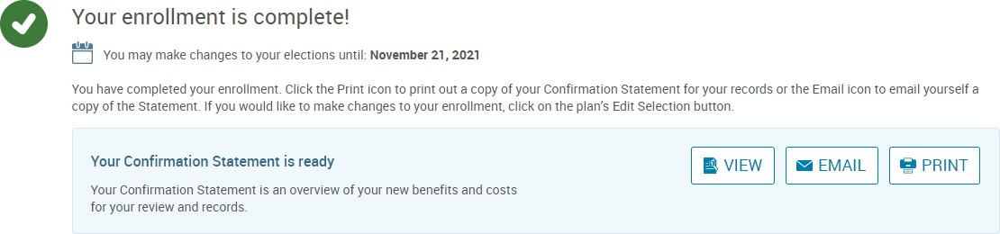 Your enrollment is complete!
You may make changes to your elections until: November 21, 2021
You have completed your enrollment. Click the Print icon to print out a copy of your Confirmation Statement for your records or the Email icon to email yourself a
copy of the Statement. If you would like to make changes to your enrollment, click on the plan’s Edit Selection button.
Your Confirmation Statement is ready
VIEW EMAIL PRINT
Your Confirmation Statement is an overview of your new benefits and costs
for your review and records.